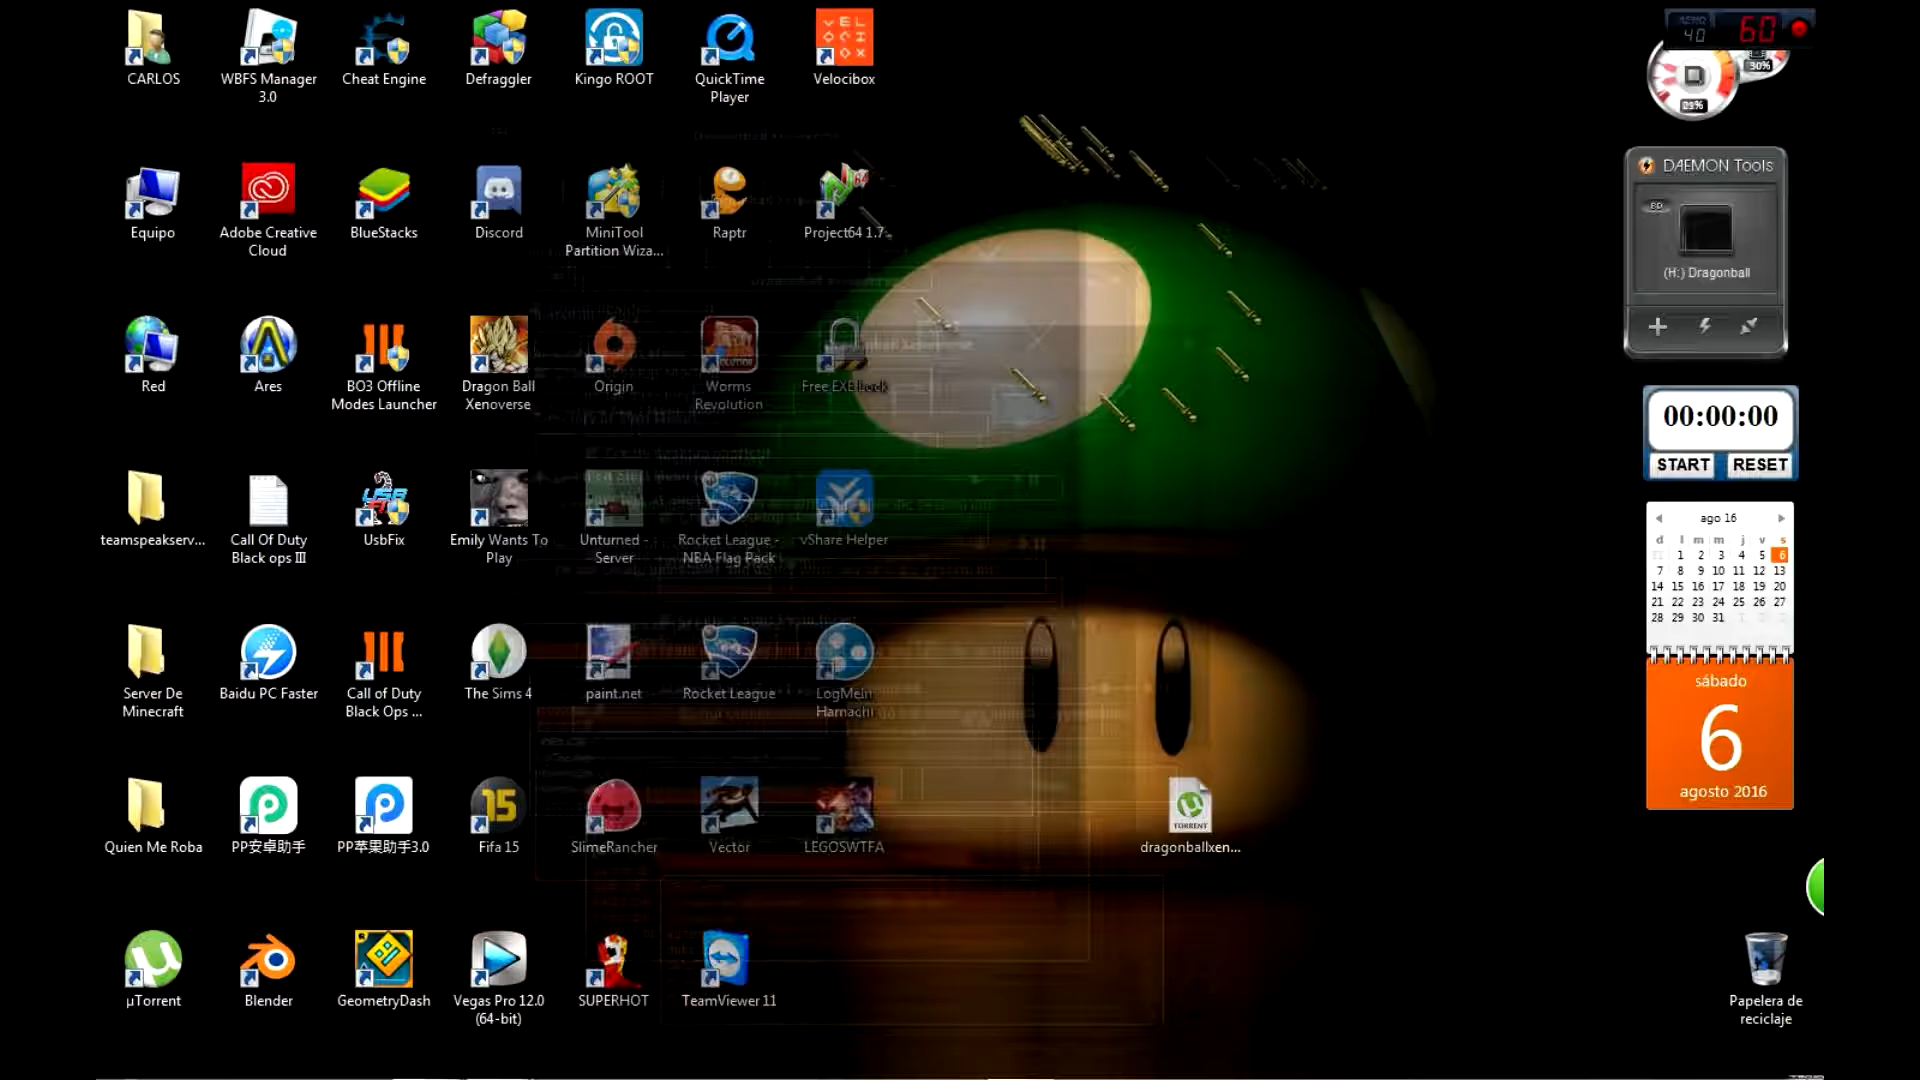 CARLOS
WBFS Manager
3.0
Cheat Engine
Defraggler
Kingo ROOT
QuickTime
Player
Velocibox
40
60
30%
Equipo
Adobe Creative
Cloud
BlueStacks
Discord
MiniTool
Partition Wiza...
Raptr
Project64 1.7...
DAEMON Tools
BD
(H:) Dragonball
Red
Ares
BO3 Offline
Modes Launcher
Dragon Ball
Xenoverse
Origin
Worms
Revolution
Free EXE Lock
00:00:00
START RESET
teamspeakserv...
Call Of Duty
Black ops III
UsbFix
Emily Wants To
Play
Unturned -
Server
Rocket League -
NBA Flag Pack
vShare Helper
ago 16
d l m m j v s
31 1 2 3 4 5 6
7 8 9 10 11 12 13
14 15 16 17 18 19 20
21 22 23 24 25 26 27
28 29 30 31
sábado
6
agosto 2016
Server De
Minecraft
Baidu PC Faster
Call of Duty
Black Ops ...
The Sims 4
paint.net
Rocket League
LogMeIn
Hamachi
Quien Me Roba
PP安卓助手
PP苹果助手3.0
Fifa 15
SlimeRancher
Vector
LEGOSWTFA
TORRENT
dragonballxen...
µTorrent
Blender
GeometryDash
Vegas Pro 12.0
(64-bit)
SUPERHOT
TeamViewer 11
Papelera de
reciclaje